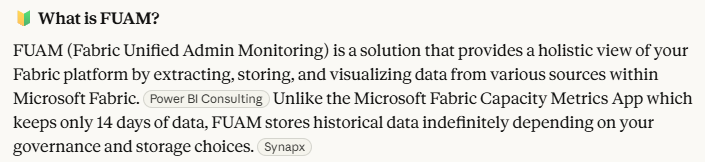 🔰 What is FUAM?
FUAM (Fabric Unified Admin Monitoring) is a solution that provides a holistic view of your
Fabric platform by extracting, storing, and visualizing data from various sources within
Microsoft Fabric. Power BI Consulting Unlike the Microsoft Fabric Capacity Metrics App which
keeps only 14 days of data, FUAM stores historical data indefinitely depending on your
governance and storage choices. Synapx